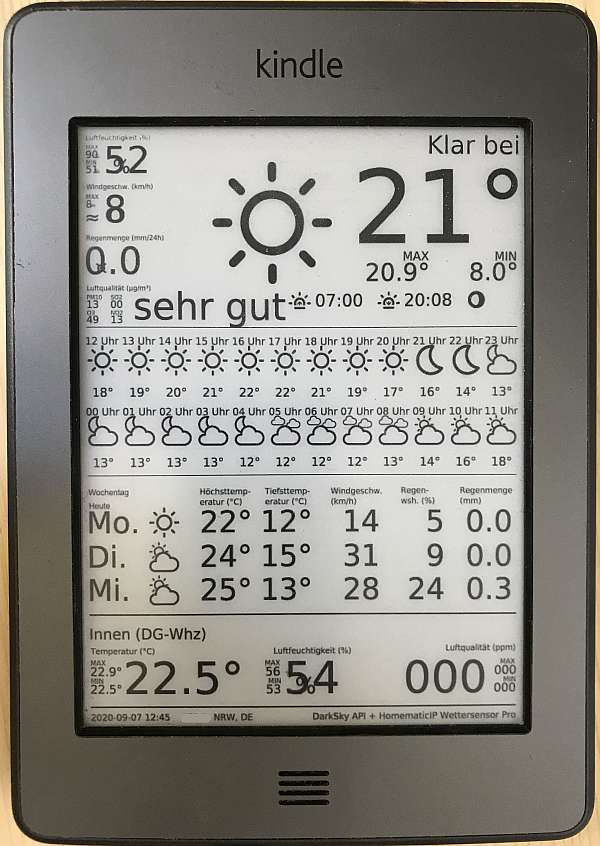 kindle
Luftfeuchtigkeit (%)
MAX 90 MIN 51 52 %
Klar bei
21°
Windgeschw. (km/h)
MAX 8 ≈ 8
Regenmenge (mm/24h)
0.0
MAX MIN
20.9° 8.0°
Luftqualität (µg/m³)
PM10 SO2
13 00
O3 NO2
49 13
sehr gut 07:00 20:08
12 Uhr 13 Uhr 14 Uhr 15 Uhr 16 Uhr 17 Uhr 18 Uhr 19 Uhr 20 Uhr 21 Uhr 22 Uhr 23 Uhr
18° 19° 20° 21° 22° 22° 21° 19° 17° 16° 14° 13°
00 Uhr 01 Uhr 02 Uhr 03 Uhr 04 Uhr 05 Uhr 06 Uhr 07 Uhr 08 Uhr 09 Uhr 10 Uhr 11 Uhr
13° 13° 13° 13° 12° 12° 12° 12° 13° 14° 16° 18°
Wochentag Höchsttemp- Tiefsttemp- Windgeschw. Regen- Regenmenge
eratur (°C) eratur (°C) (km/h) wsh. (%) (mm)
Heute
Mo. 22° 12° 14 5 0.0
Di. 24° 15° 31 9 0.0
Mi. 25° 13° 28 24 0.3
Innen (DG-Whz)
Temperatur (°C) Luftfeuchtigkeit (%) Luftqualität (ppm)
MAX 22.9° MIN 22.5° 22.5° MAX 56 MIN 53 54 % 000 MAX 000 MIN 000
2020-09-07 12:45 NRW, DE DarkSky API + HomematicIP Wettersensor Pro